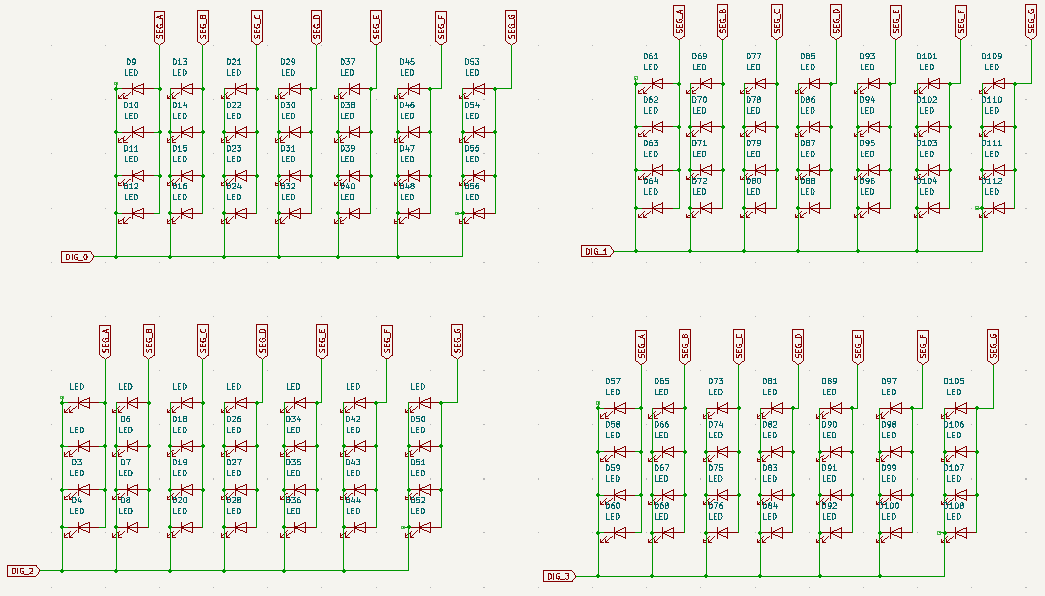 SEG_A SEG_B SEG_C SEG_D SEG_E SEG_F SEG_G
D9 D13 D21 D29 D37 D45 D53
LED LED LED LED LED LED LED
D10 D14 D22 D30 D38 D46 D54
LED LED LED LED LED LED LED
D11 D15 D23 D31 D39 D47 D55
LED LED LED LED LED LED LED
D12 D16 D24 D32 D40 D48 D56
LED LED LED LED LED LED LED
DIG_0
SEG_A SEG_B SEG_C SEG_D SEG_E SEG_F SEG_G
D61 D69 D77 D85 D93 D101 D109
LED LED LED LED LED LED LED
D62 D70 D78 D86 D94 D102 D110
LED LED LED LED LED LED LED
D63 D71 D79 D87 D95 D103 D111
LED LED LED LED LED LED LED
D64 D72 D80 D88 D96 D104 D112
LED LED LED LED LED LED LED
DIG_1
SEG_A SEG_B SEG_C SEG_D SEG_E SEG_F SEG_G
LED LED LED LED LED LED LED
D6 D18 D26 D34 D42 D50
LED LED LED LED LED LED LED
D3 D7 D19 D27 D35 D43 D51
LED LED LED LED LED LED LED
D4 D8 D20 D28 D36 D44 D52
LED LED LED LED LED LED LED
DIG_2
SEG_A SEG_B SEG_C SEG_D SEG_E SEG_F SEG_G
D57 D65 D73 D81 D89 D97 D105
LED LED LED LED LED LED LED
D58 D66 D74 D82 D90 D98 D106
LED LED LED LED LED LED LED
D59 D67 D75 D83 D91 D99 D107
LED LED LED LED LED LED LED
D60 D68 D76 D84 D92 D100 D108
LED LED LED LED LED LED LED
DIG_3